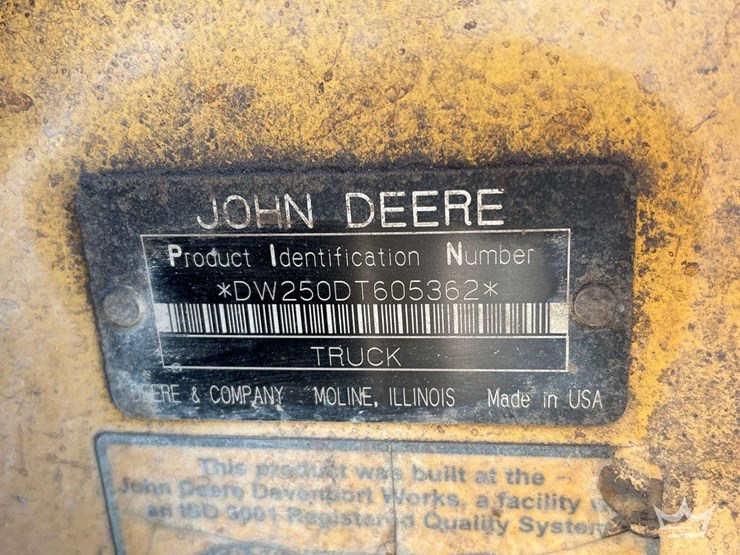 JOHN DEERE
Product Identification Number
*DW250DT605362*
TRUCK
DEERE & COMPANY MOLINE, ILLINOIS Made in USA
This product was built at the
John Deere Davenport Works, a facility
an ISO 9001 Registered Quality System